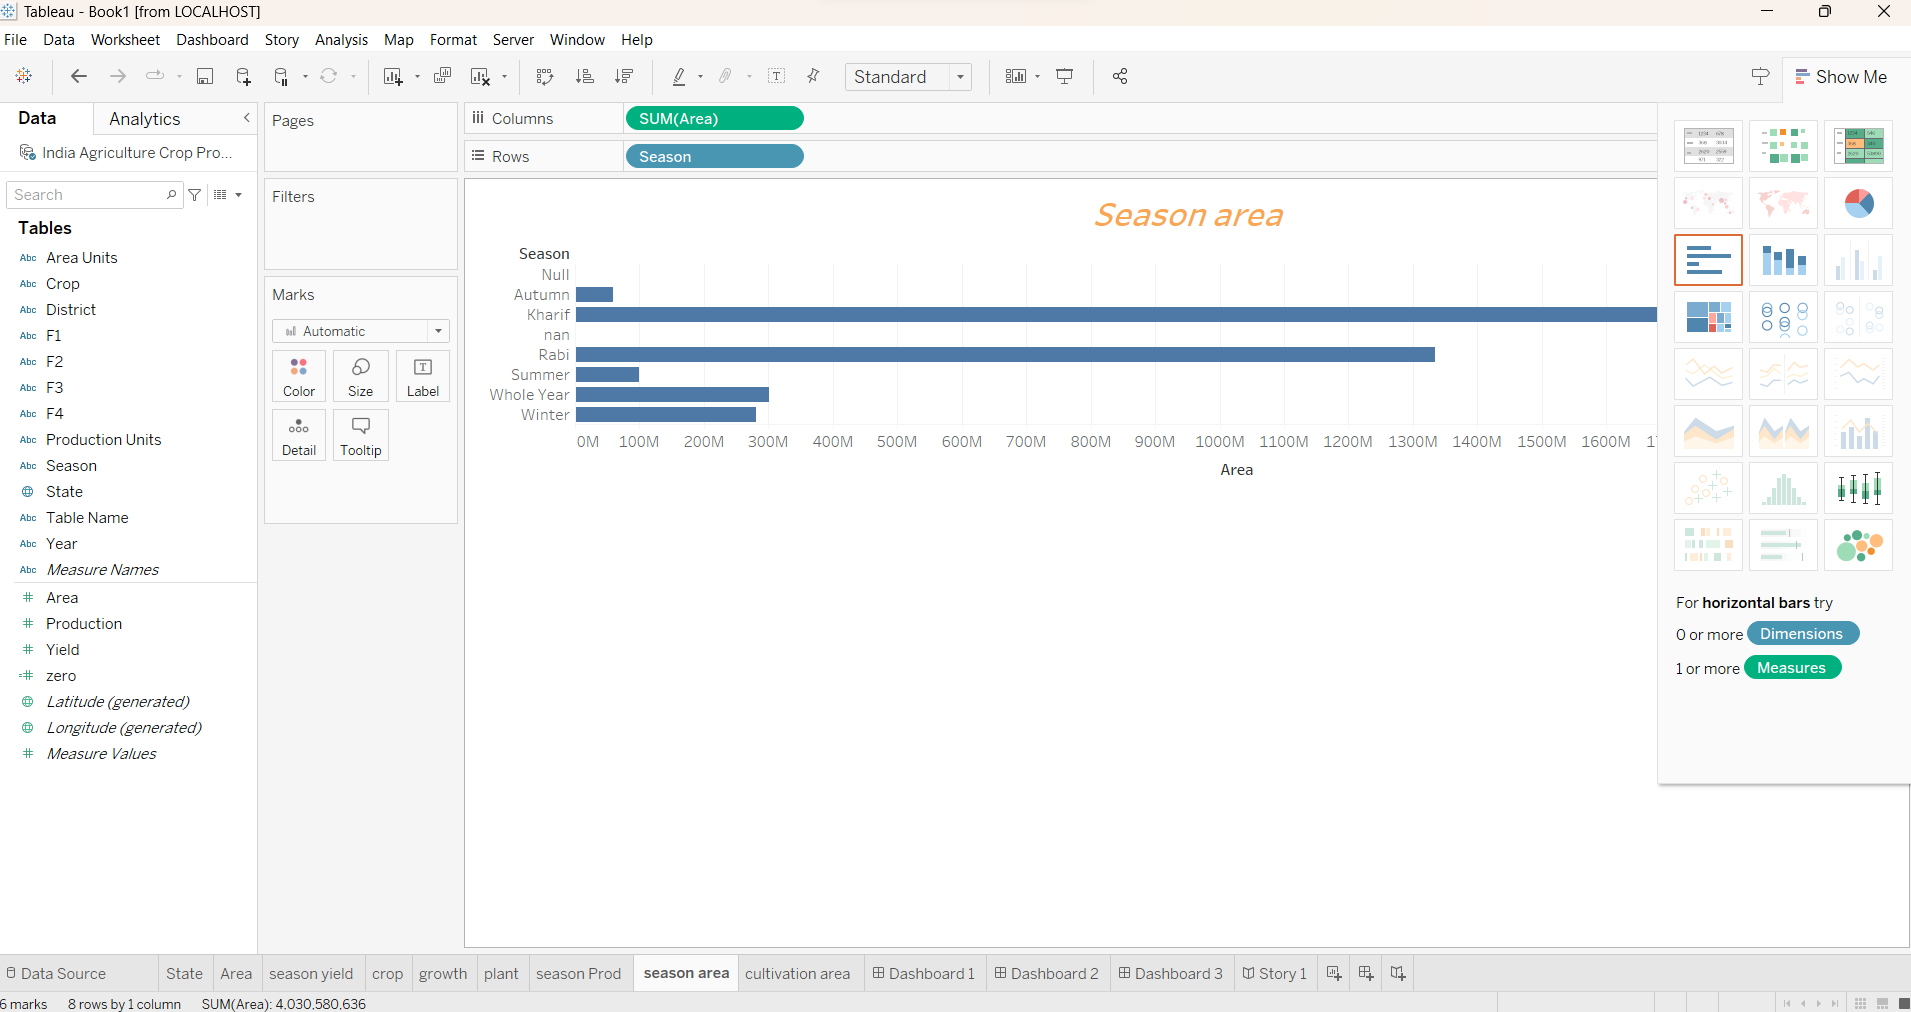 Tableau - Book1 [from LOCALHOST]
File Data Worksheet Dashboard Story Analysis Map Format Server Window Help
Standard
Show Me
Data Analytics
India Agriculture Crop Pro...
Search
Tables
Abc Area Units
Abc Crop
Abc District
Abc F1
Abc F2
Abc F3
Abc F4
Abc Production Units
Abc Season
State
Abc Table Name
Abc Year
Abc Measure Names
# Area
# Production
# Yield
=# zero
Latitude (generated)
Longitude (generated)
# Measure Values
Pages
Filters
Marks
Automatic
Color Size Label
Detail Tooltip
Columns SUM(Area)
Rows Season
Season area
Season
Null
Autumn
Kharif
nan
Rabi
Summer
Whole Year
Winter
0M 100M 200M 300M 400M 500M 600M 700M 800M 900M 1000M 1100M 1200M 1300M 1400M 1500M 1600M
Area
For horizontal bars try
0 or more Dimensions
1 or more Measures
Data Source State Area season yield crop growth plant season Prod season area cultivation area Dashboard 1 Dashboard 2 Dashboard 3 Story 1
6 marks 8 rows by 1 column SUM(Area): 4,030,580,636